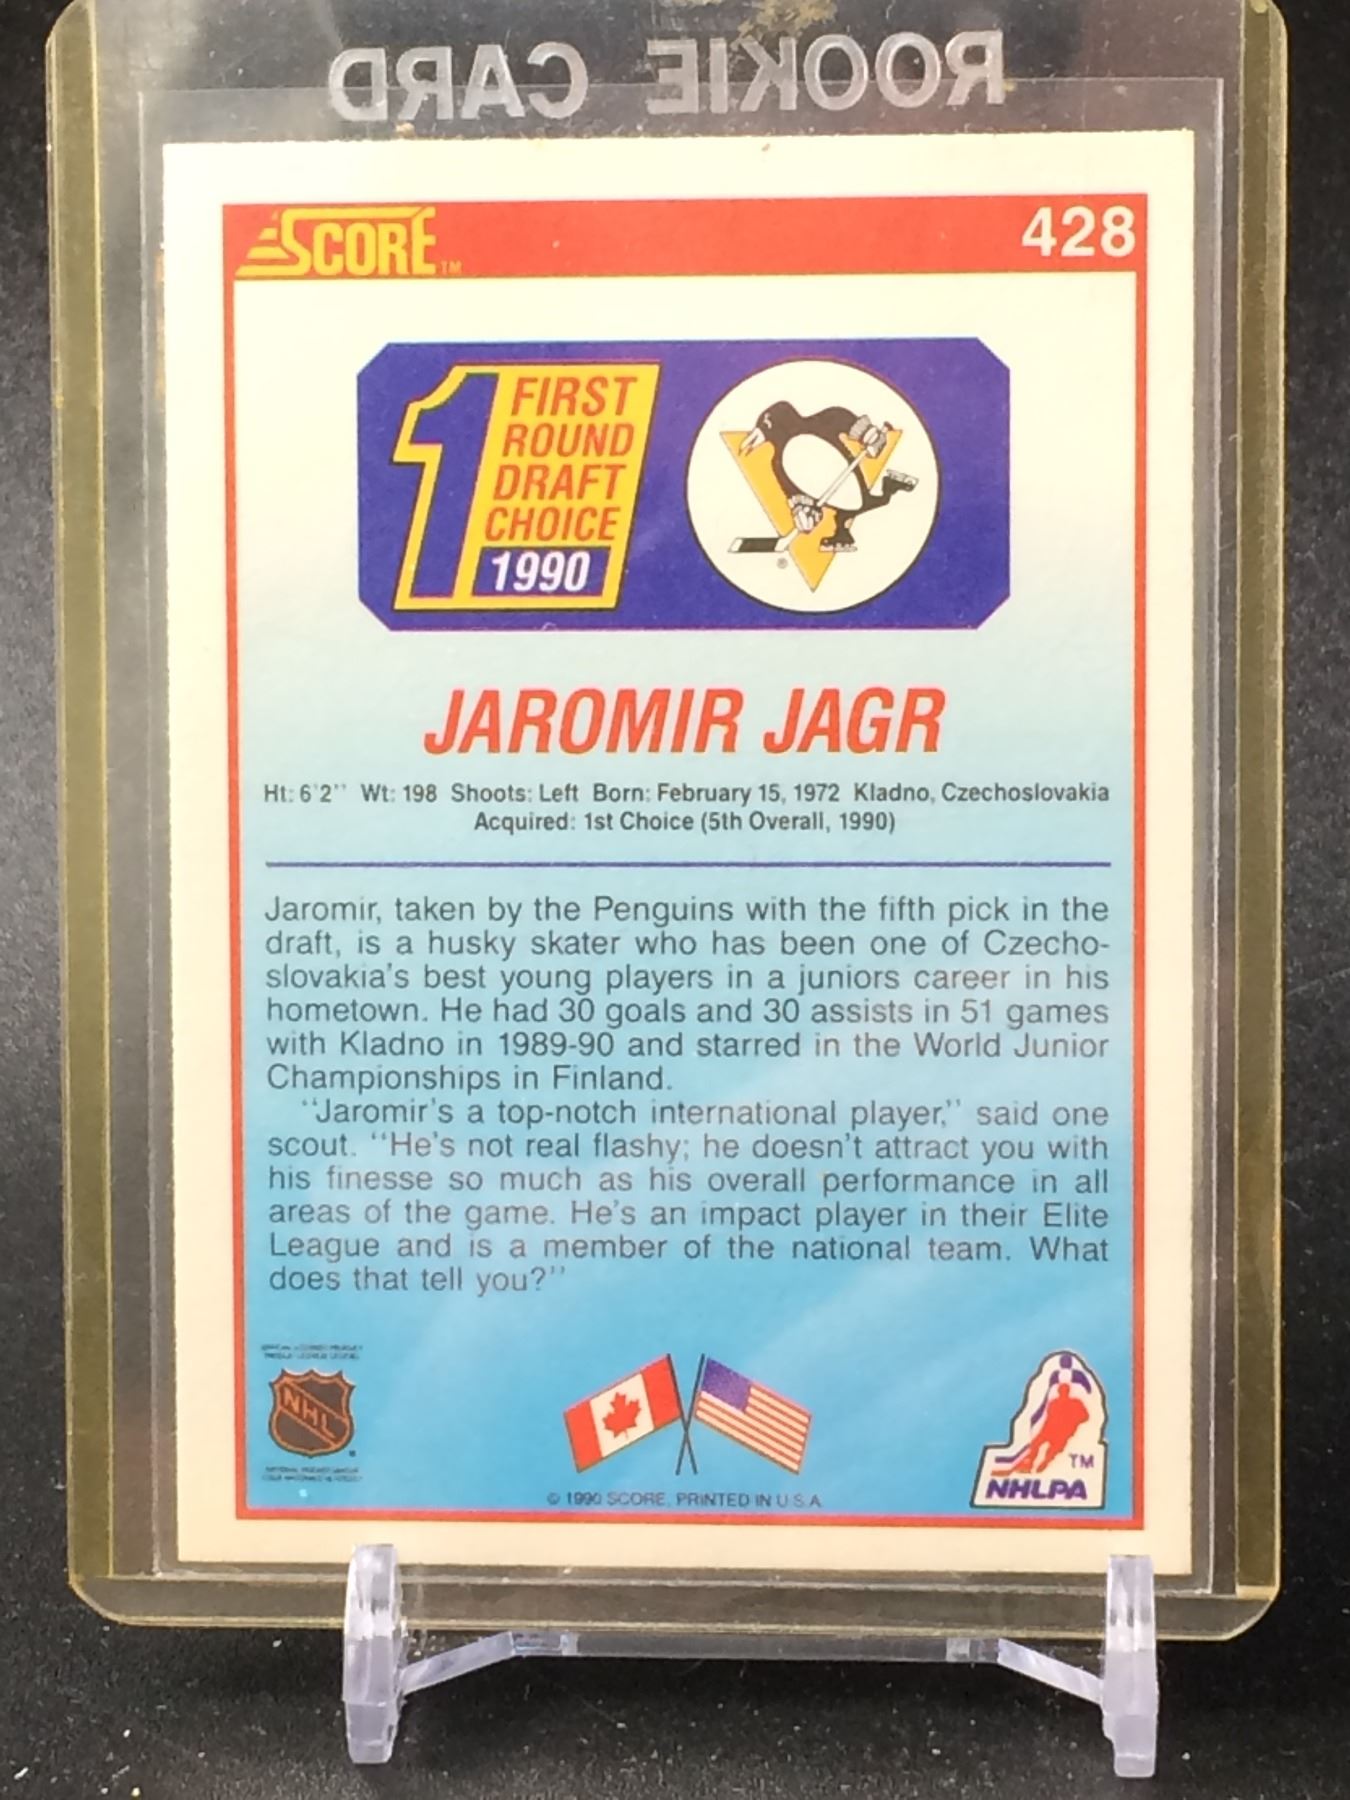 ROOKIE CARD
SCORE™
428
1 FIRST
ROUND
DRAFT
CHOICE
1990
®
JAROMIR JAGR
Ht: 6'2'' Wt: 198 Shoots: Left Born: February 15, 1972 Kladno, Czechoslovakia
Acquired: 1st Choice (5th Overall, 1990)
Jaromir, taken by the Penguins with the fifth pick in the
draft, is a husky skater who has been one of Czecho-
slovakia's best young players in a juniors career in his
hometown. He had 30 goals and 30 assists in 51 games
with Kladno in 1989-90 and starred in the World Junior
Championships in Finland.
''Jaromir's a top-notch international player,'' said one
scout. ''He's not real flashy; he doesn't attract you with
his finesse so much as his overall performance in all
areas of the game. He's an impact player in their Elite
League and is a member of the national team. What
does that tell you?''
NHL
TM
NHLPA
© 1990 SCORE, PRINTED IN U.S.A.